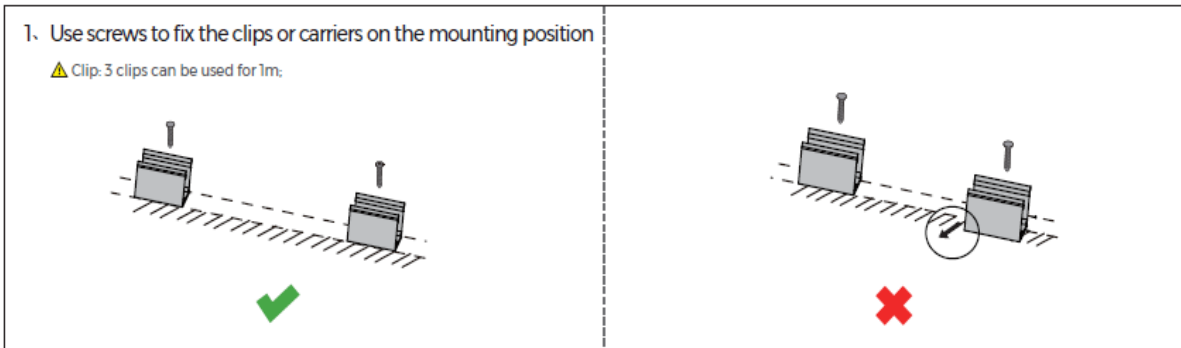 1、Use screws to fix the clips or carriers on the mounting position
Clip: 3 clips can be used for 1m;